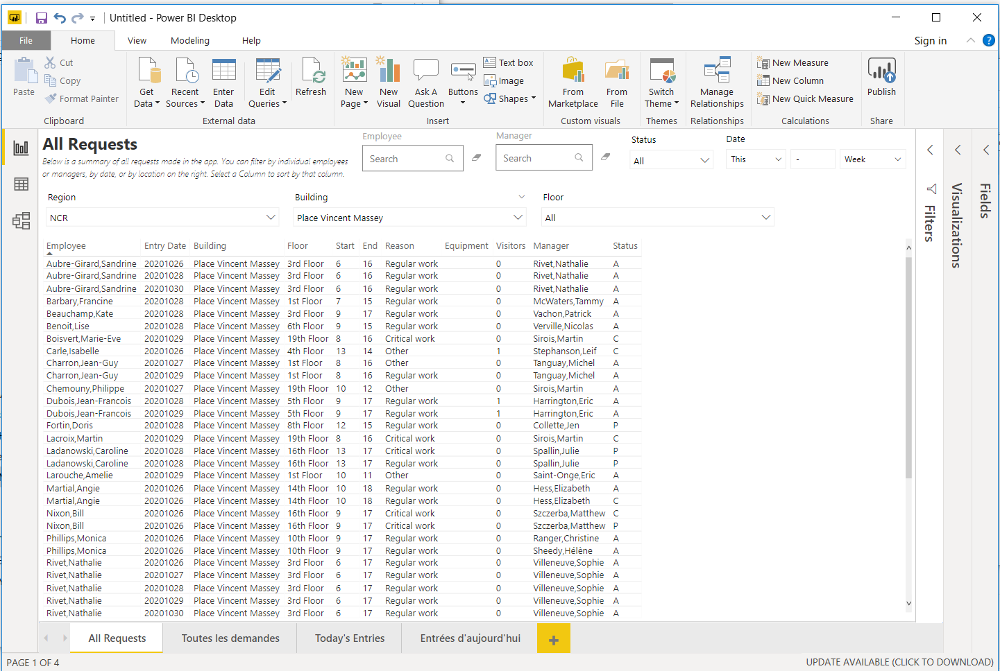 Untitled - Power BI Desktop
File Home View Modeling Help Sign in ?
Paste Cut Copy Format Painter Clipboard
Get Data Recent Sources Enter Data Edit Queries Refresh External data
New Page New Visual Ask A Question Buttons Text box Image Shapes Insert
From Marketplace From File Custom visuals
Switch Theme Themes
Manage Relationships Relationships
New Measure New Column New Quick Measure Calculations
Publish Share
All Requests
Below is a summary of all requests made in the app. You can filter by individual employees
or managers, by date, or by location on the right. Select a Column to sort by that column.
Employee Manager Status Date
Search Search All This - Week
Region Building Floor
NCR Place Vincent Massey All
Filters Visualizations Fields
Employee Entry Date Building Floor Start End Reason Equipment Visitors Manager Status
Aubre-Girard,Sandrine 20201026 Place Vincent Massey 3rd Floor 6 16 Regular work 0 Rivet,Nathalie A
Aubre-Girard,Sandrine 20201028 Place Vincent Massey 3rd Floor 6 16 Regular work 0 Rivet,Nathalie A
Aubre-Girard,Sandrine 20201030 Place Vincent Massey 3rd Floor 6 16 Regular work 0 Rivet,Nathalie A
Barbary,Francine 20201028 Place Vincent Massey 1st Floor 7 15 Regular work 0 McWaters,Tammy A
Beauchamp,Kate 20201028 Place Vincent Massey 3rd Floor 9 17 Regular work 0 Vachon,Patrick A
Benoit,Lise 20201028 Place Vincent Massey 6th Floor 9 15 Regular work 0 Verville,Nicolas A
Boisvert,Marie-Eve 20201029 Place Vincent Massey 19th Floor 8 16 Critical work 0 Sirois,Martin C
Carle,Isabelle 20201026 Place Vincent Massey 4th Floor 13 14 Other 1 Stephanson,Leif C
Charron,Jean-Guy 20201027 Place Vincent Massey 1st Floor 8 16 Other 0 Tanguay,Michel A
Charron,Jean-Guy 20201029 Place Vincent Massey 1st Floor 8 16 Regular work 0 Tanguay,Michel A
Chemouny,Philippe 20201027 Place Vincent Massey 19th Floor 10 12 Other 0 Sirois,Martin A
Dubois,Jean-Francois 20201028 Place Vincent Massey 5th Floor 9 17 Regular work 1 Harrington,Eric A
Dubois,Jean-Francois 20201029 Place Vincent Massey 5th Floor 9 17 Regular work 1 Harrington,Eric A
Fortin,Doris 20201028 Place Vincent Massey 8th Floor 12 15 Regular work 0 Collette,Jen P
Lacroix,Martin 20201029 Place Vincent Massey 19th Floor 8 16 Critical work 0 Sirois,Martin C
Ladanowski,Caroline 20201028 Place Vincent Massey 16th Floor 13 17 Critical work 0 Spallin,Julie P
Ladanowski,Caroline 20201028 Place Vincent Massey 16th Floor 13 17 Regular work 0 Spallin,Julie P
Larouche,Amelie 20201029 Place Vincent Massey 1st Floor 10 11 Other 0 Saint-Onge,Eric A
Martial,Angie 20201026 Place Vincent Massey 14th Floor 10 18 Regular work 0 Hess,Elizabeth A
Martial,Angie 20201026 Place Vincent Massey 14th Floor 10 18 Regular work 0 Hess,Elizabeth C
Nixon,Bill 20201026 Place Vincent Massey 16th Floor 9 17 Critical work 0 Szczerba,Matthew C
Nixon,Bill 20201026 Place Vincent Massey 16th Floor 9 17 Critical work 0 Szczerba,Matthew P
Phillips,Monica 20201026 Place Vincent Massey 10th Floor 9 17 Regular work 0 Ranger,Christine A
Phillips,Monica 20201026 Place Vincent Massey 10th Floor 9 17 Regular work 0 Sheedy,Hélène A
Rivet,Nathalie 20201026 Place Vincent Massey 3rd Floor 6 17 Regular work 0 Villeneuve,Sophie A
Rivet,Nathalie 20201027 Place Vincent Massey 3rd Floor 6 17 Regular work 0 Villeneuve,Sophie A
Rivet,Nathalie 20201028 Place Vincent Massey 3rd Floor 6 17 Regular work 0 Villeneuve,Sophie A
Rivet,Nathalie 20201029 Place Vincent Massey 3rd Floor 6 17 Regular work 0 Villeneuve,Sophie A
Rivet,Nathalie 20201030 Place Vincent Massey 3rd Floor 6 17 Regular work 0 Villeneuve,Sophie A
All Requests Toutes les demandes Today's Entries Entrées d'aujourd'hui +
PAGE 1 OF 4 UPDATE AVAILABLE (CLICK TO DOWNLOAD)